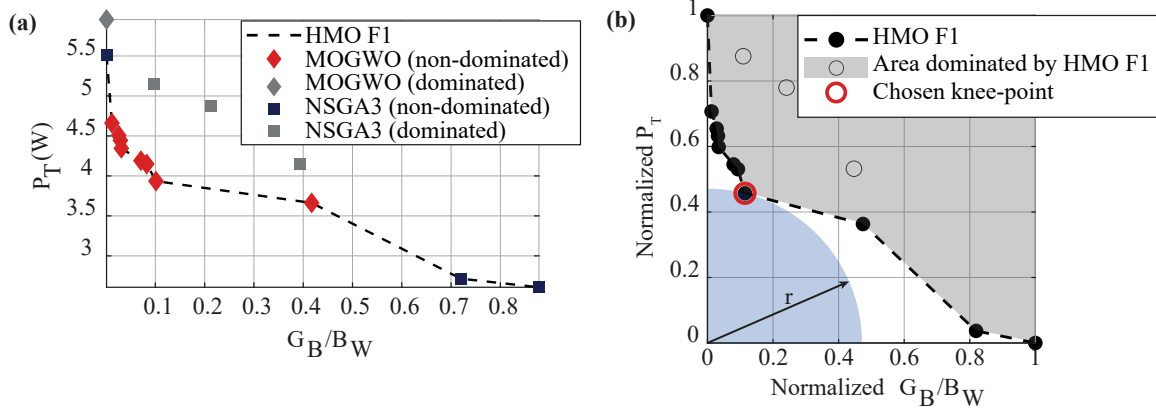 (a)
HMO F1
MOGWO (non-dominated)
MOGWO (dominated)
NSGA3 (non-dominated)
NSGA3 (dominated)
5.5
5
4.5
4
3.5
3
P_T(W)
0.1 0.2 0.3 0.4 0.5 0.6 0.7 0.8
G_B/B_W
(b)
HMO F1
Area dominated by HMO F1
Chosen knee-point
1
0.8
0.6
0.4
0.2
0
Normalized P_T
r
0 0.2 0.4 0.6 0.8 1
Normalized G_B/B_W